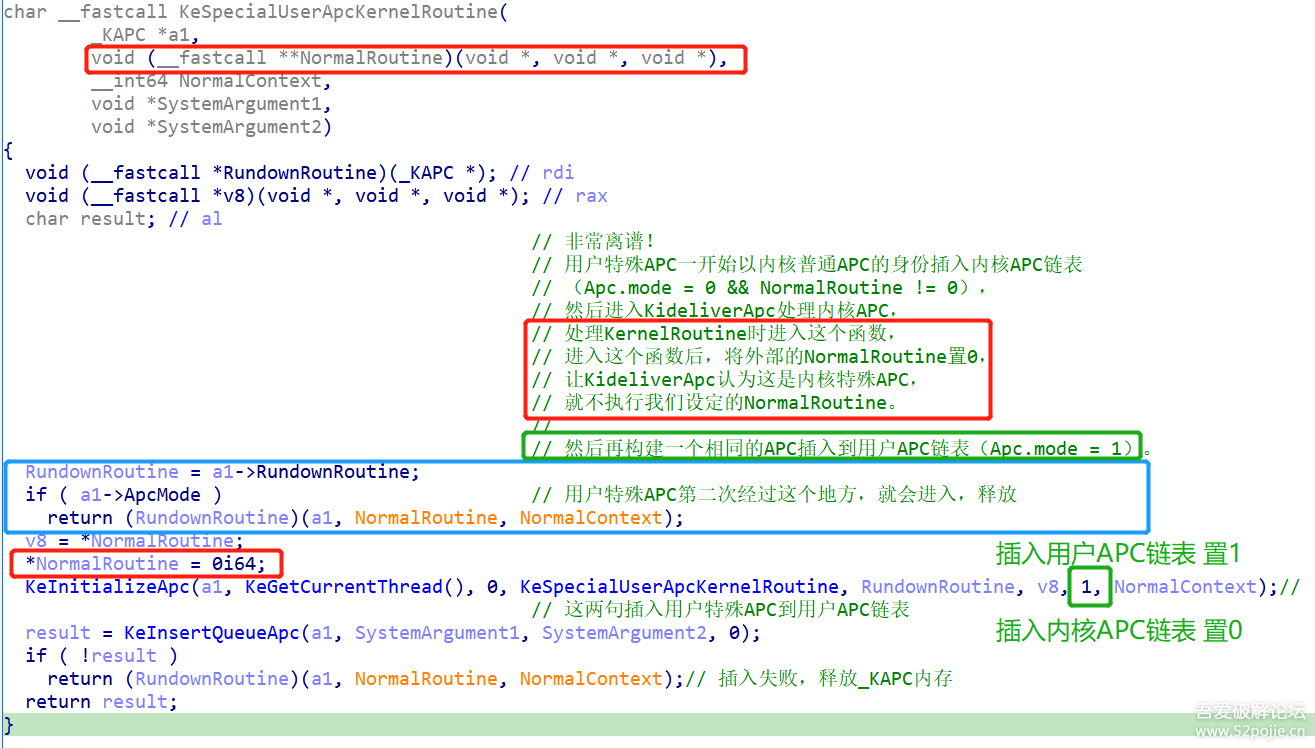 char __fastcall KeSpecialUserApcKernelRoutine(
_KAPC *a1,
void (__fastcall **NormalRoutine)(void *, void *, void *),
__int64 NormalContext,
void *SystemArgument1,
void *SystemArgument2)
{
void (__fastcall *RundownRoutine)(_KAPC *); // rdi
void (__fastcall *v8)(void *, void *, void *); // rax
char result; // al
// 非常离谱!
// 用户特殊APC一开始以内核普通APC的身份插入内核APC链表
// （Apc.mode = 0 && NormalRoutine != 0），
// 然后进入KideliverApc处理内核APC，
// 处理KernelRoutine时进入这个函数，
// 进入这个函数后，将外部的NormalRoutine置0，
// 让KideliverApc认为这是内核特殊APC，
// 就不执行我们设定的NormalRoutine。
//
// 然后再构建一个相同的APC插入到用户APC链表（Apc.mode = 1）。
RundownRoutine = a1->RundownRoutine;
if ( a1->ApcMode ) // 用户特殊APC第二次经过这个地方，就会进入，释放
return (RundownRoutine)(a1, NormalRoutine, NormalContext);
v8 = *NormalRoutine;
插入用户APC链表 置1
*NormalRoutine = 0i64;
KeInitializeApc(a1, KeGetCurrentThread(), 0, KeSpecialUserApcKernelRoutine, RundownRoutine, v8, 1, NormalContext);//
// 这两句插入用户特殊APC到用户APC链表
插入内核APC链表 置0
result = KeInsertQueueApc(a1, SystemArgument1, SystemArgument2, 0);
if ( !result )
return (RundownRoutine)(a1, NormalRoutine, NormalContext);// 插入失败，释放_KAPC内存
return result;
}
吾爱破解论坛
www.52pojie.cn